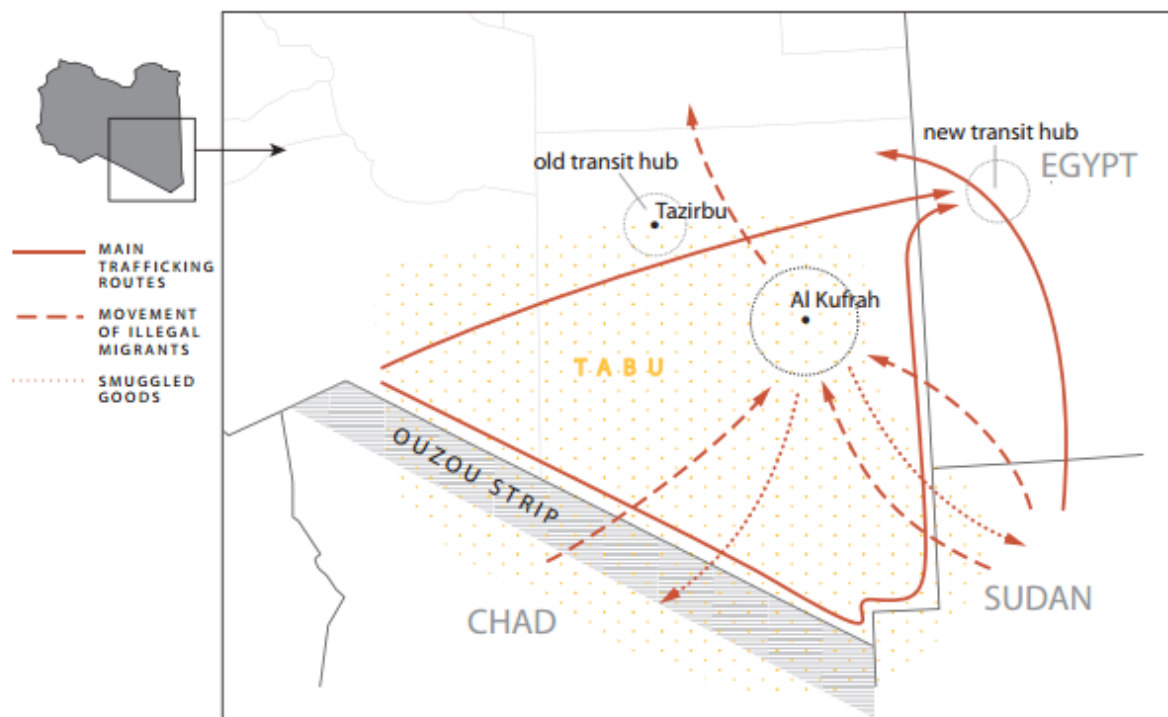 MAIN
TRAFFICKING
ROUTES
MOVEMENT
OF ILLEGAL
MIGRANTS
SMUGGLED
GOODS
new transit hub
EGYPT
old transit hub
Tazirbu
Al Kufrah
TABU
OUZOU STRIP
CHAD
SUDAN